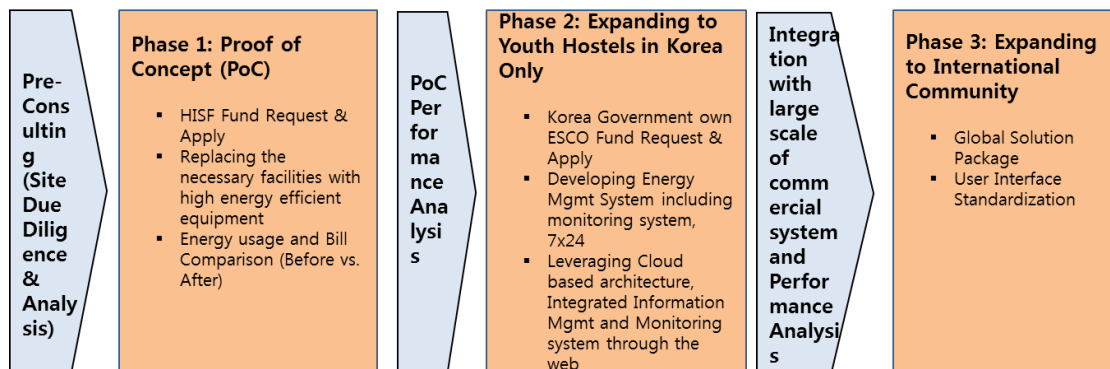 Pre-
Cons
ultin
g
(Site
Due
Dilig
ence
&
Analy
sis)
Phase 1: Proof of
Concept (PoC)
▪ HISF Fund Request &
Apply
▪ Replacing the
necessary facilities with
high energy efficient
equipment
▪ Energy usage and Bill
Comparison (Before vs.
After)
PoC
Per
for
ma
nce
Ana
lysi
s
Phase 2: Expanding to
Youth Hostels in Korea
Only
▪ Korea Government own
ESCO Fund Request &
Apply
▪ Developing Energy
Mgmt System including
monitoring system,
7x24
▪ Leveraging Cloud
based architecture,
Integrated Information
Mgmt and Monitoring
system through the
web
Integra
tion
with
large
scale
of
comm
ercial
system
and
Perfor
mance
Analysi
s
Phase 3: Expanding
to International
Community
▪ Global Solution
Package
▪ User Interface
Standardization